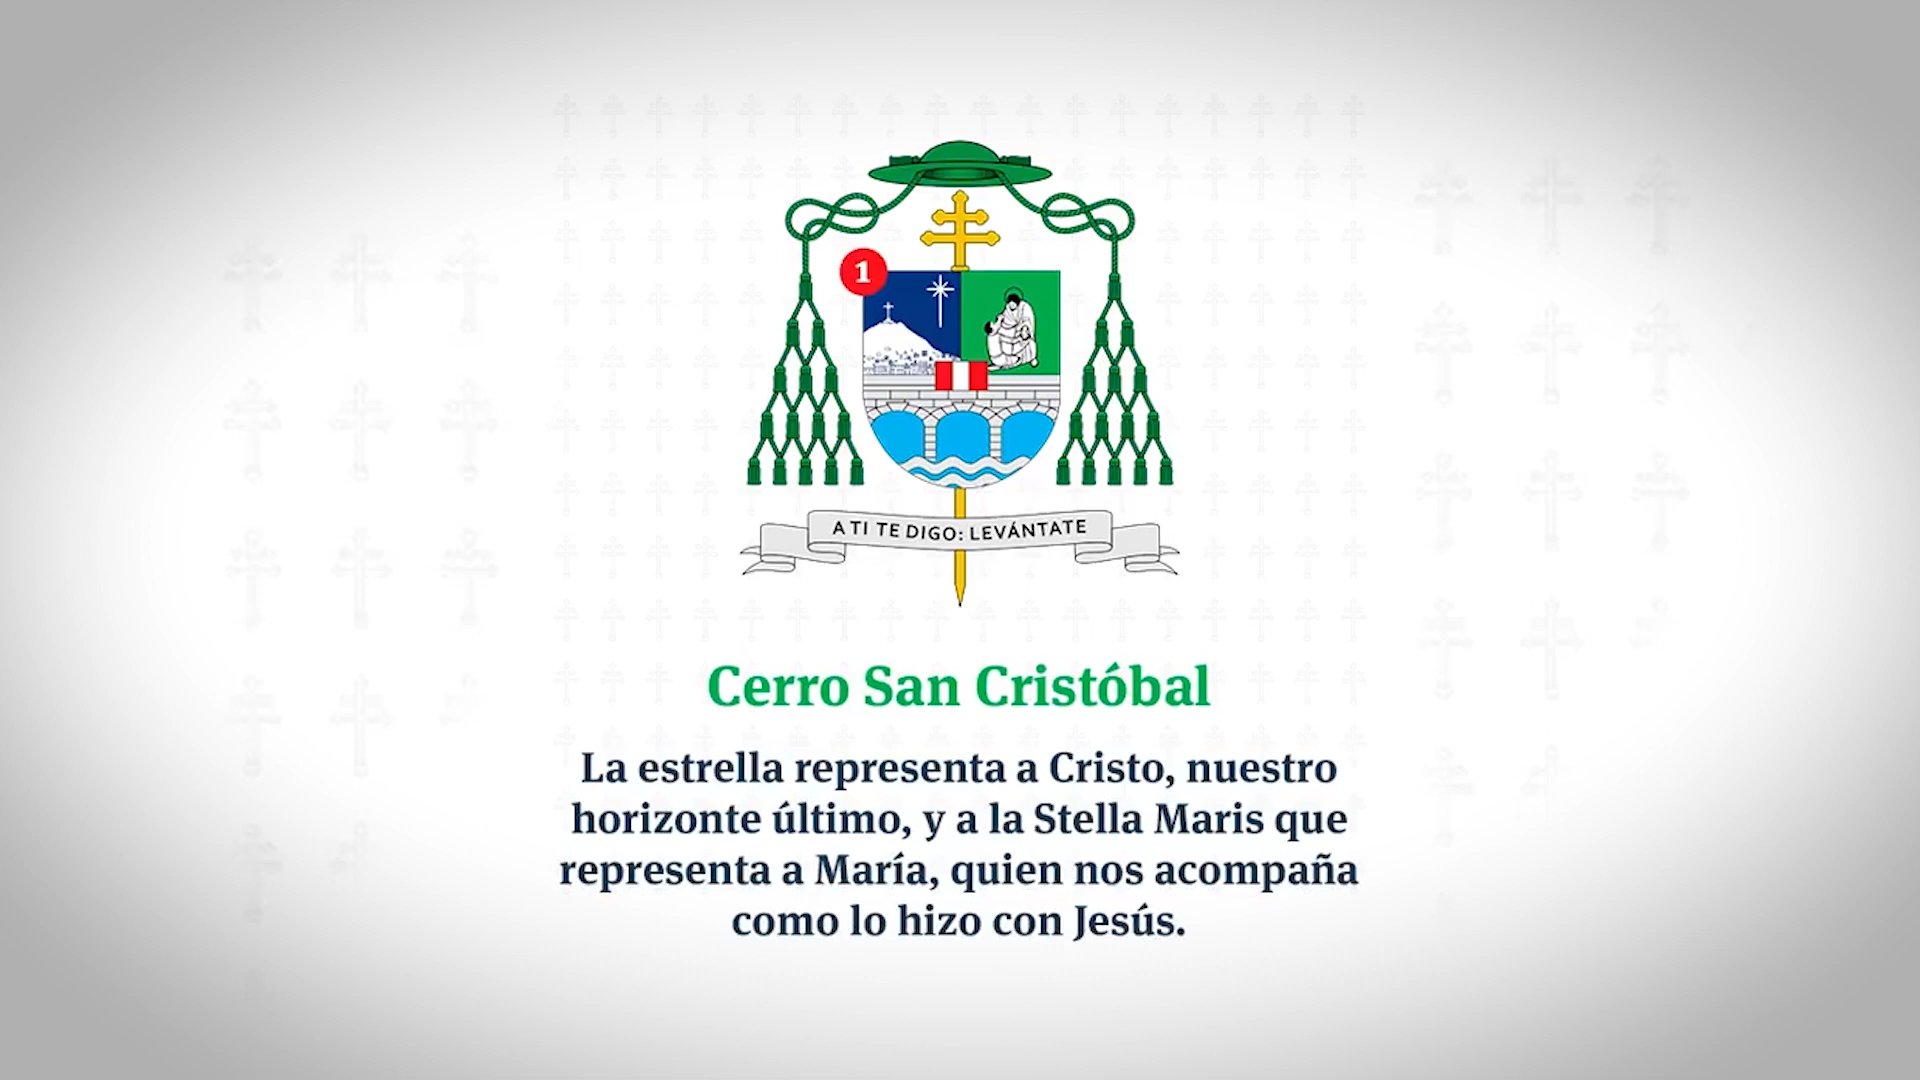 1
A TI TE DIGO: LEVÁNTATE
Cerro San Cristóbal
La estrella representa a Cristo, nuestro
horizonte último, y a la Stella Maris que
representa a María, quien nos acompaña
como lo hizo con Jesús.